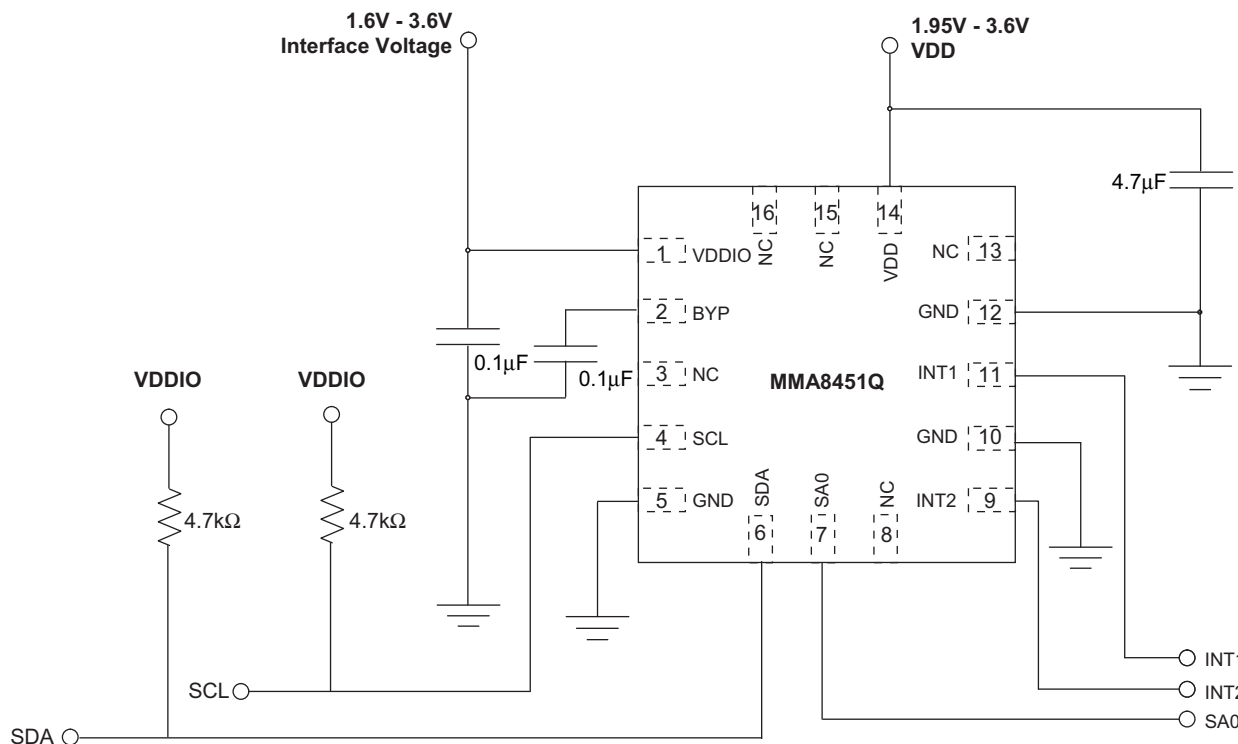 1.6V - 3.6V
Interface Voltage
1.95V - 3.6V
VDD
4.7μF
16
15
14
NC
NC
VDD
1
VDDIO
NC
13
2
BYP
GND
12
0.1μF
0.1μF
3
NC
MMA8451Q
INT1
11
VDDIO
VDDIO
4
SCL
GND
10
5
GND
SDA
SA0
NC
INT2
9
6
7
8
4.7kΩ
4.7kΩ
INT1
SCL
INT2
SA0
SDA